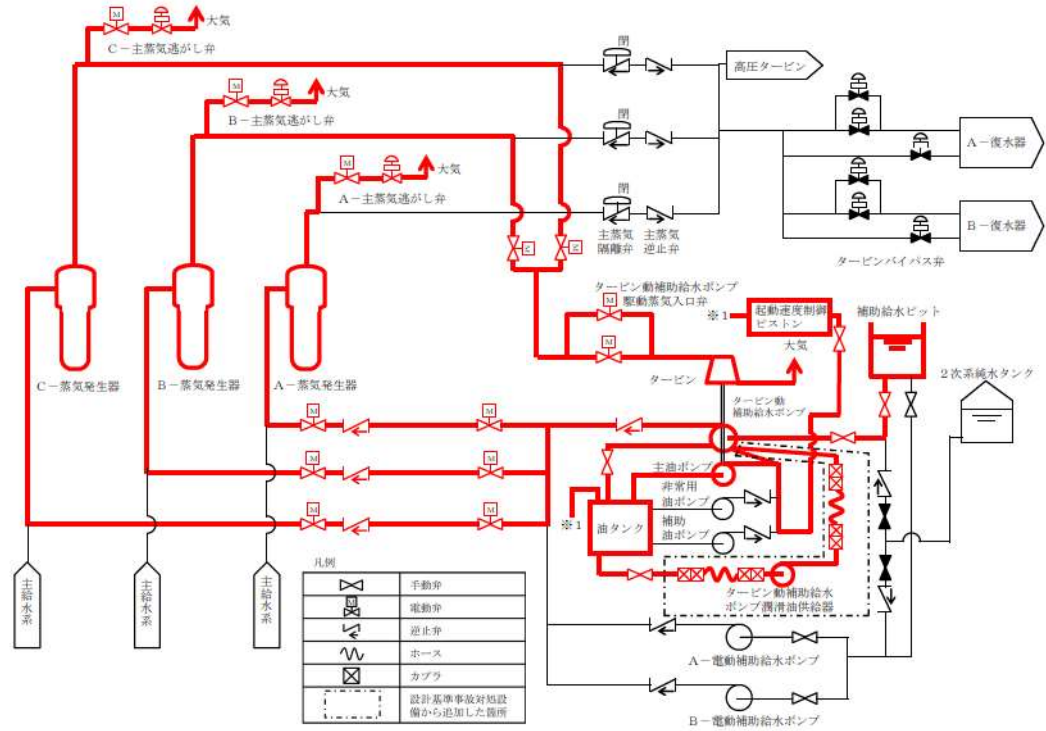 大気
C－主蒸気逃がし弁
M
大気
B－主蒸気逃がし弁
M
大気
A－主蒸気逃がし弁
M
閉
閉
閉
主蒸気
隔離弁
主蒸気
逆止弁
高圧タービン
A－復水器
B－復水器
タービンバイパス弁
C－蒸気発生器
B－蒸気発生器
A－蒸気発生器
M
M
タービン動補助給水ポンプ
駆動蒸気入口弁
M
M
※1
起動速度制御
ピストン
補助給水ピット
大気
タービン
2次系純水タンク
タービン動
補助給水ポンプ
M
M
M
M
M
M
主油ポンプ
非常用
油ポンプ
補助
油ポンプ
※1
油タンク
タービン動補助給水
ポンプ潤滑油供給器
A－電動補助給水ポンプ
B－電動補助給水ポンプ
主給水系
主給水系
主給水系
凡例
手動弁
M
電動弁
逆止弁
ホース
カプラ
設計基準事故対処設
備から追加した箇所